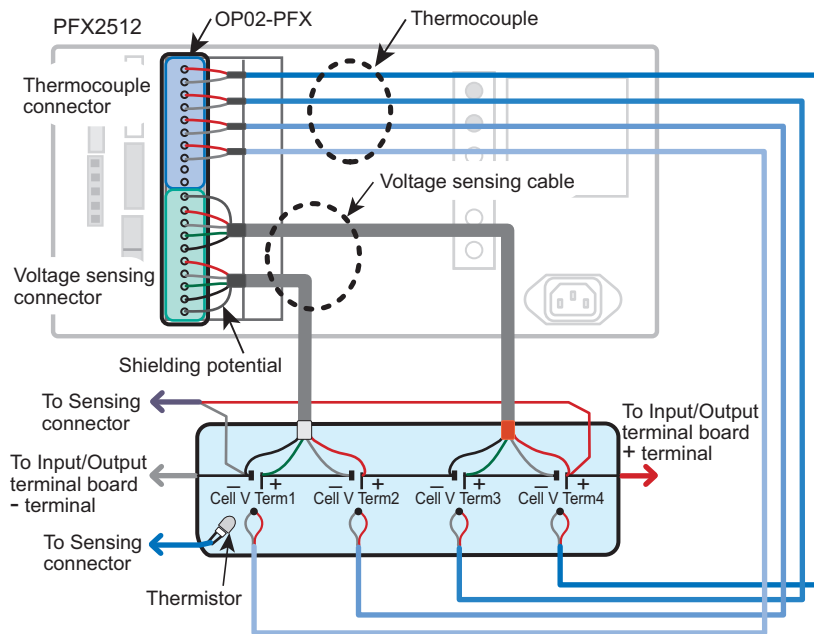 PFX2512
OP02-PFX
Thermocouple
Thermocouple
connector
Voltage sensing cable
Voltage sensing
connector
Shielding potential
To Sensing
connector
To Input/Output
terminal board
+ terminal
To Input/Output
terminal board
- terminal
− + − + − + − +
Cell V Term1 Cell V Term2 Cell V Term3 Cell V Term4
To Sensing
connector
Thermistor